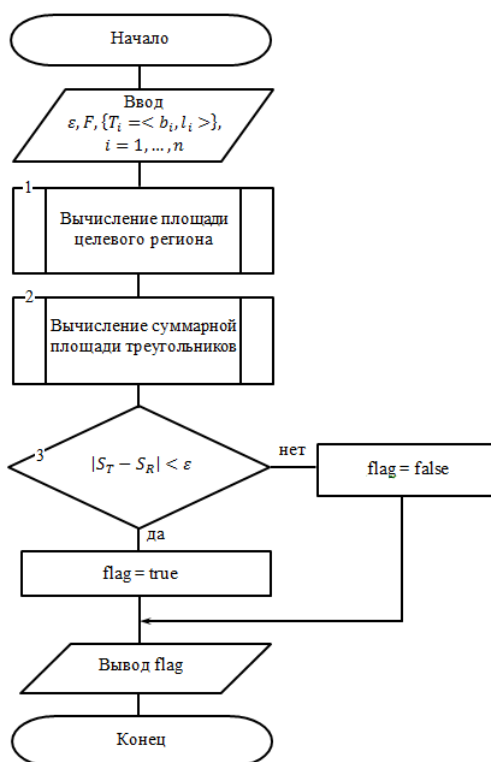 Начало
Ввод
ε, F, {T_i =< b_i, l_i >},
i = 1, … , n
1
Вычисление площади
целевого региона
2
Вычисление суммарной
площади треугольников
3
|S_T − S_R| < ε
нет
flag = false
да
flag = true
Вывод flag
Конец